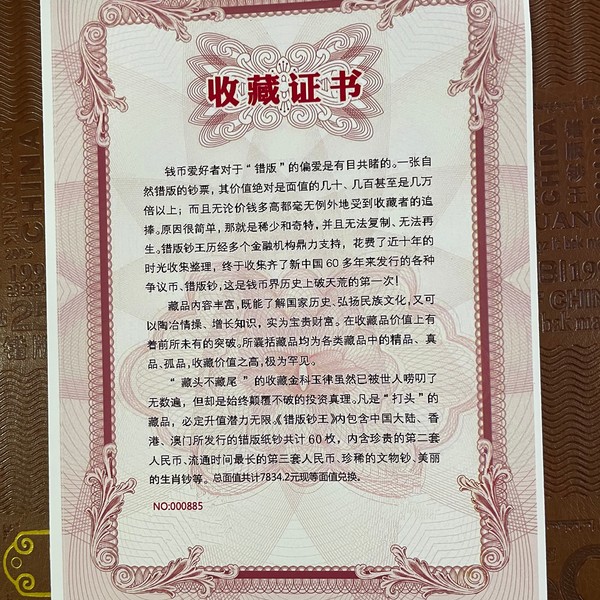 收藏证书
钱币爱好者对于“错版”的偏爱是有目共睹的。一张自
然错版的钞票，其价值绝对是面值的几十、几百甚至是几万
倍以上；而且无论价钱多高都毫无例外地受到收藏者的追
捧。原因很简单，那就是稀少和奇特，并且无法复制、无法再
生。错版钞王历经多个金融机构鼎力支持，花费了近十年的
时光收集整理，终于收集齐了新中国60多年来发行的各种
争议币、错版钞，这是钱币界历史上破天荒的第一次！
藏品内容丰富，既能了解国家历史、弘扬民族文化，又可
以陶冶情操、增长知识，实为宝贵财富。在收藏品价值上有
着前所未有的突破。所囊括藏品均为各类藏品中的精品、真
品、孤品，收藏价值之高，极为罕见。
“藏头不藏尾”的收藏金科玉律虽然已被世人唠叨了
无数遍，但却是始终颠覆不破的投资真理。凡是“打头”的
藏品，必定升值潜力无限。《错版钞王》内包含中国大陆、香
港、澳门所发行的错版纸钞共计60枚，内含珍贵的第二套
人民币、流通时间最长的第三套人民币、珍稀的文物钞、美丽
的生肖钞等。总面值共计7834.2元现等面值兑换。
NO:000885